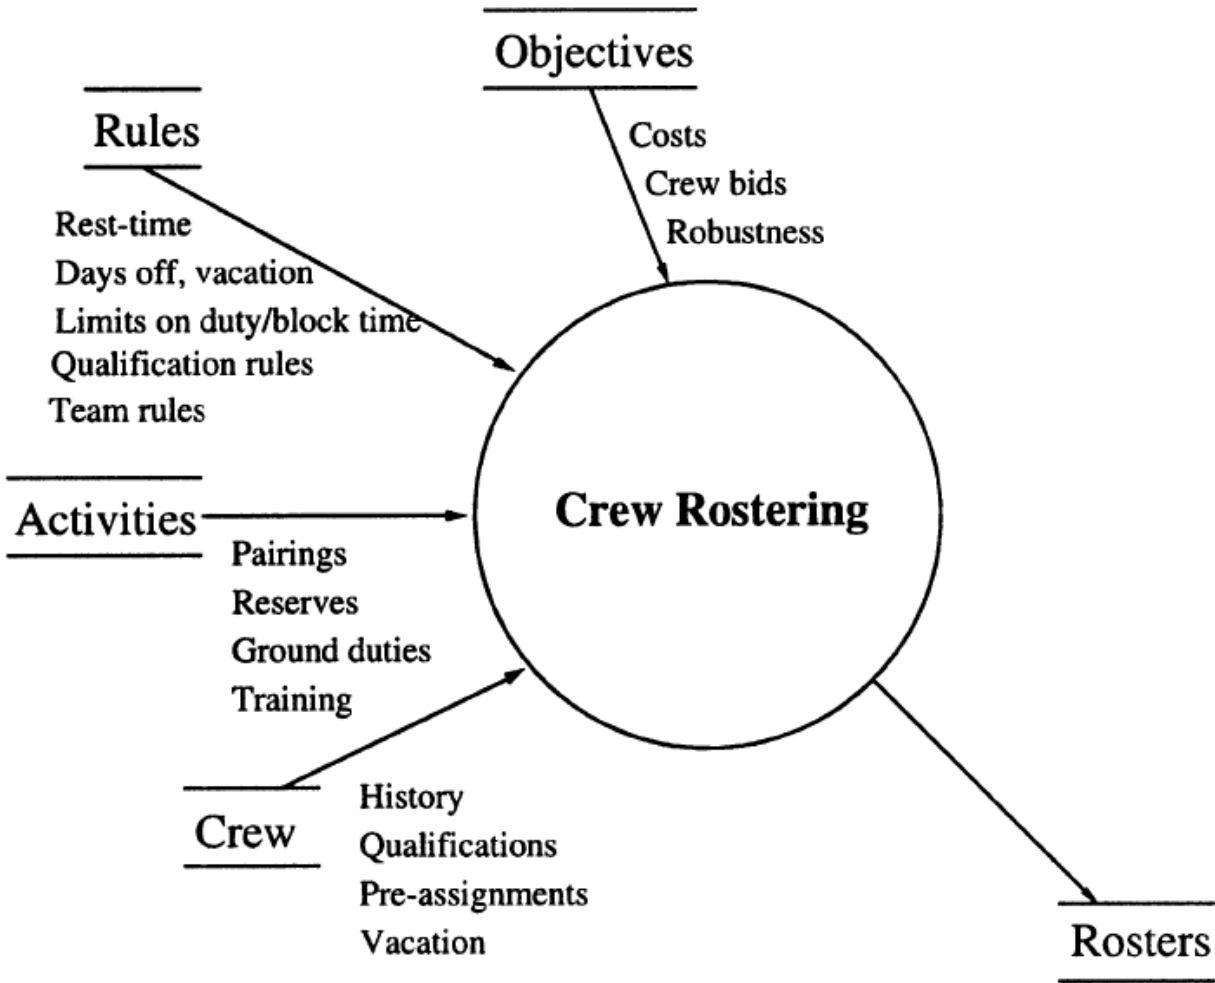 Objectives
Costs
Crew bids
Robustness
Rules
Rest-time
Days off, vacation
Limits on duty/block time
Qualification rules
Team rules
Activities
Pairings
Reserves
Ground duties
Training
Crew Rostering
Crew
History
Qualifications
Pre-assignments
Vacation
Rosters